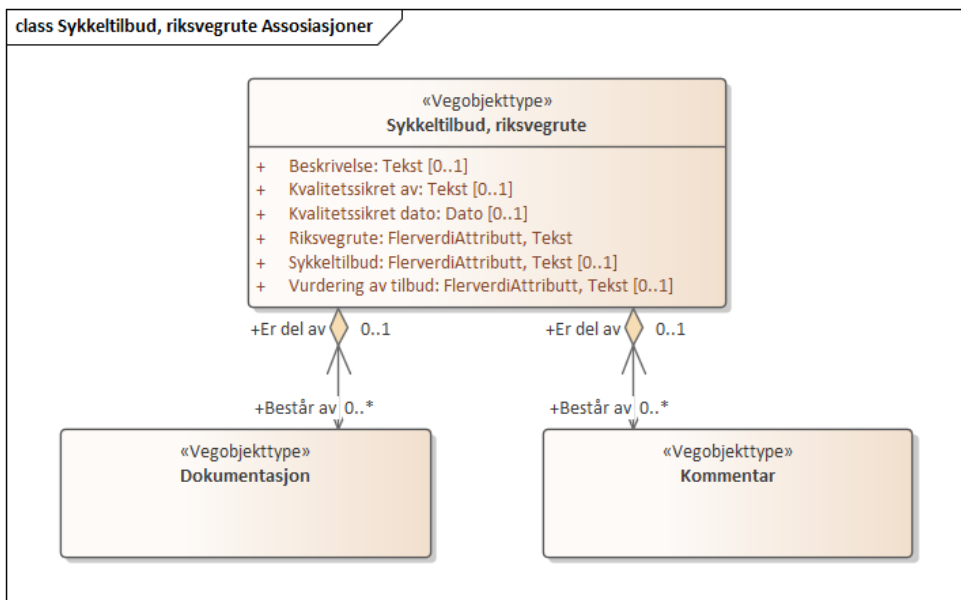 class Sykkeltilbud, riksvegrute Assosiasjoner
«Vegobjekttype»
Sykkeltilbud, riksvegrute
+ Beskrivelse: Tekst [0..1]
+ Kvalitetssikret av: Tekst [0..1]
+ Kvalitetssikret dato: Dato [0..1]
+ Riksvegrute: FlerverdiAttributt, Tekst
+ Sykkeltilbud: FlerverdiAttributt, Tekst [0..1]
+ Vurdering av tilbud: FlerverdiAttributt, Tekst [0..1]
+Er del av 0..1 +Er del av 0..1
+Består av 0..* +Består av 0..*
«Vegobjekttype»
Dokumentasjon
«Vegobjekttype»
Kommentar